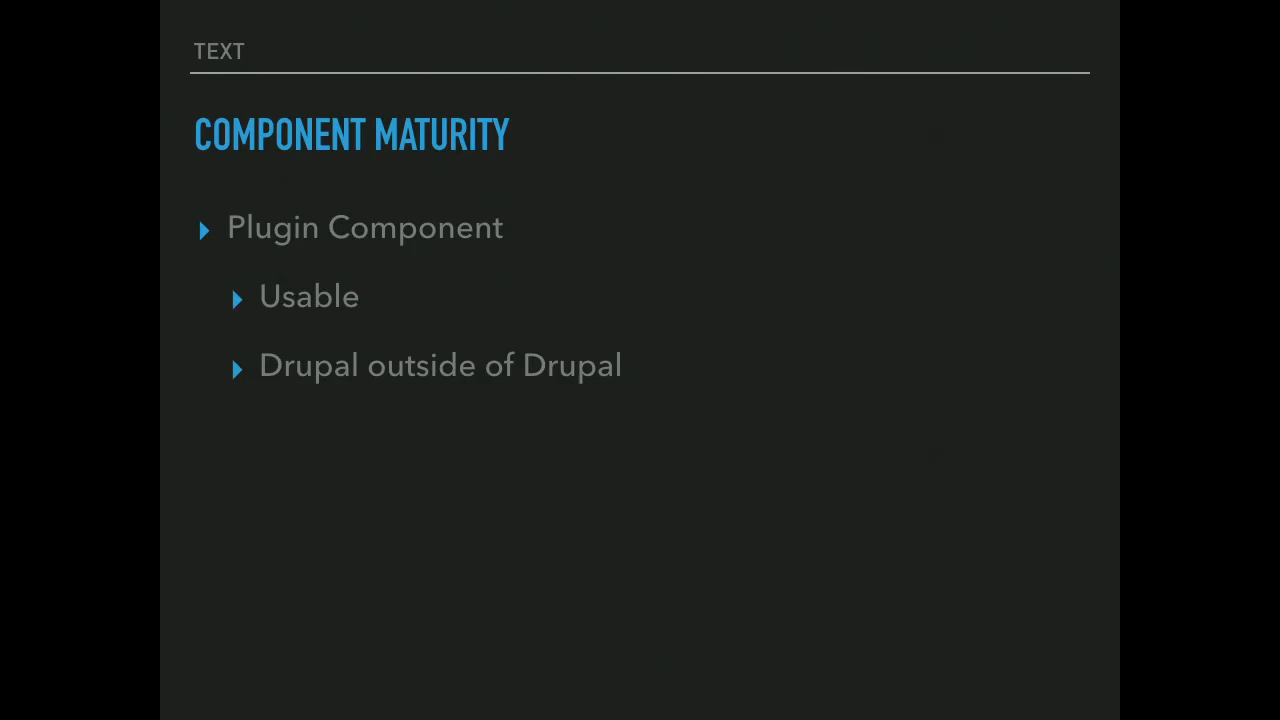 TEXT
COMPONENT MATURITY
Plugin Component
Usable
Drupal outside of Drupal